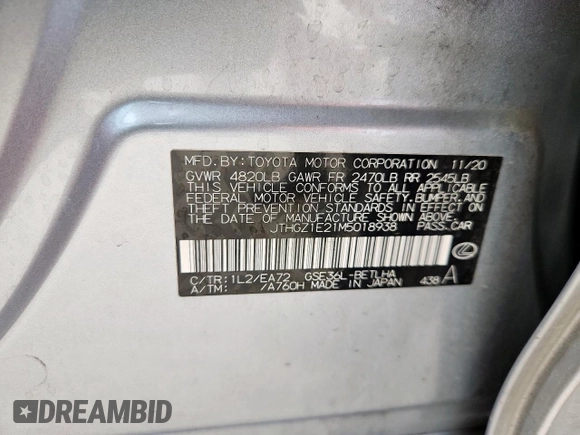 MFD.BY:TOYOTA MOTOR CORPORATION 11/20
GVWR 4820LB GAWR FR 2470LB RR 2545LB
THIS VEHICLE CONFORMS TO ALL APPLICABLE
FEDERAL MOTOR VEHICLE SAFETY, BUMPER, AND
THEFT PREVENTION STANDARDS IN EFFECT ON THE DATE
OF MANUFACTURE SHOWN ABOVE.
JTHGZ1E21M5018938 PASS.CAR
C/TR:1L2/EA72 GSE36L-BETLHA
A/TM: /A760H MADE IN JAPAN 438 A
DREAMBID